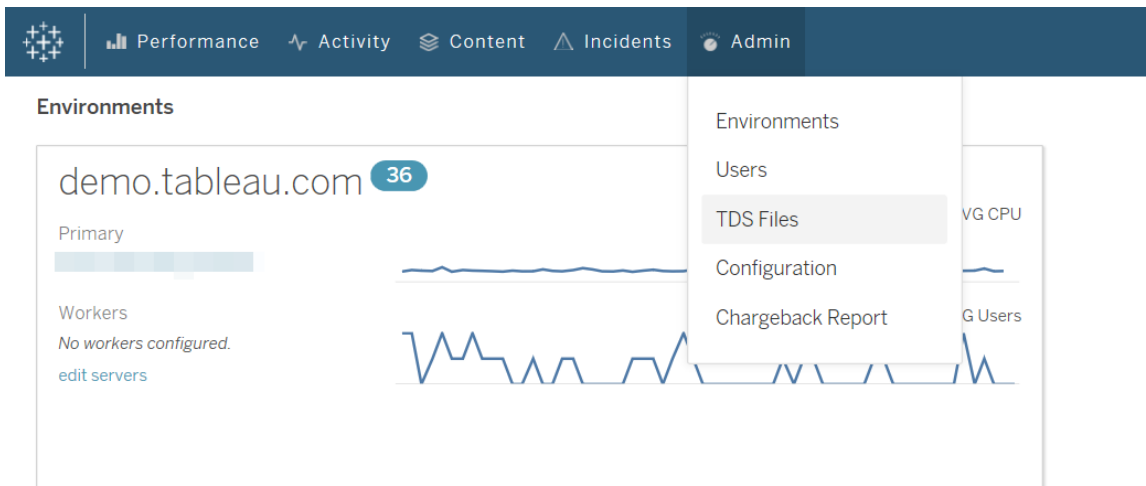 Performance Activity Content Incidents Admin
Environments
demo.tableau.com 36
Primary
Workers
No workers configured.
edit servers
Environments
Users
TDS Files
Configuration
Chargeback Report
VG CPU
G Users